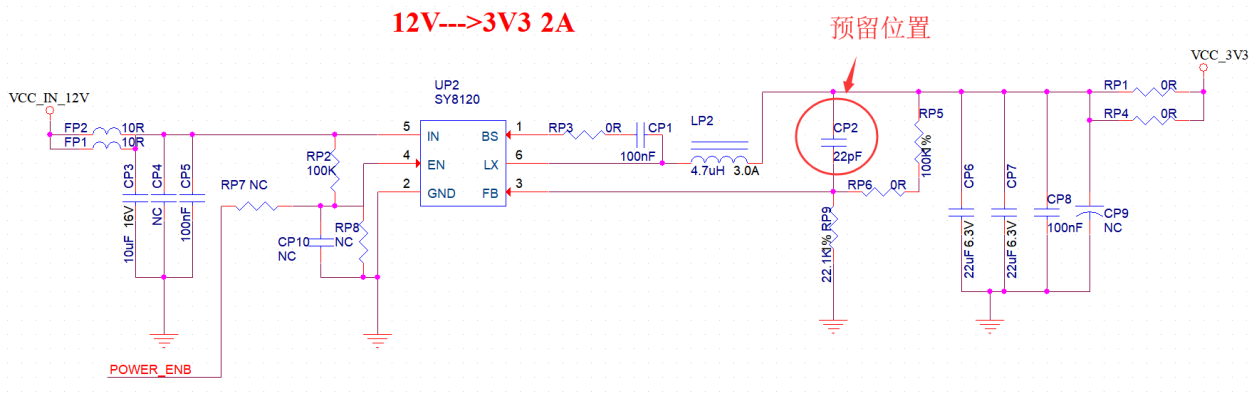 12V--->3V3 2A
预留位置
VCC_3V3
VCC_IN_12V
UP2
SY8120
FP2 10R
FP1 10R
5 IN BS 1
4 EN LX 6
2 GND FB 3
RP3 0R
CP1
100nF
LP2
4.7uH 3.0A
CP2
22pF
RP5
100K1%
RP1 0R
RP4 0R
RP2
100K
RP7 NC
CP3
10uF 16V
CP4
NC
CP5
100nF
RP8
NC
CP10
NC
RP6 0R
RP9
22.1K1%
CP6
22uF 6.3V
CP7
22uF 6.3V
CP8
100nF
CP9
NC
POWER_ENB